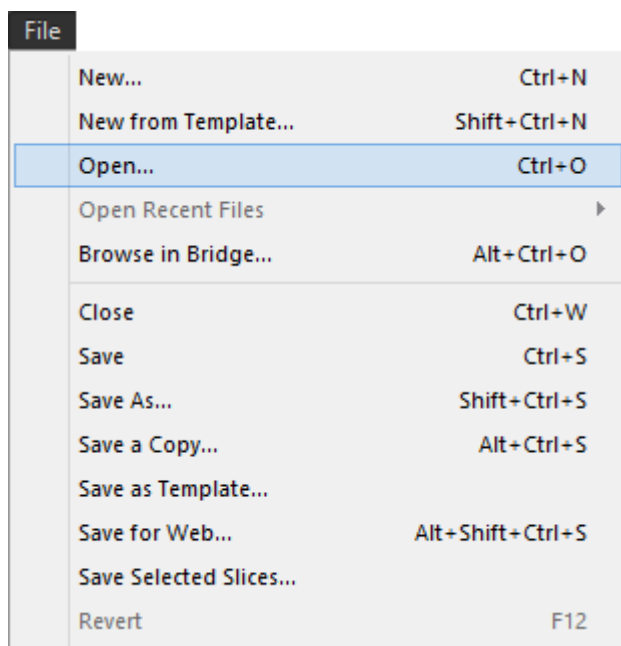 File
New... Ctrl+N
New from Template... Shift+Ctrl+N
Open... Ctrl+O
Open Recent Files
Browse in Bridge... Alt+Ctrl+O
Close Ctrl+W
Save Ctrl+S
Save As... Shift+Ctrl+S
Save a Copy... Alt+Ctrl+S
Save as Template...
Save for Web... Alt+Shift+Ctrl+S
Save Selected Slices...
Revert F12